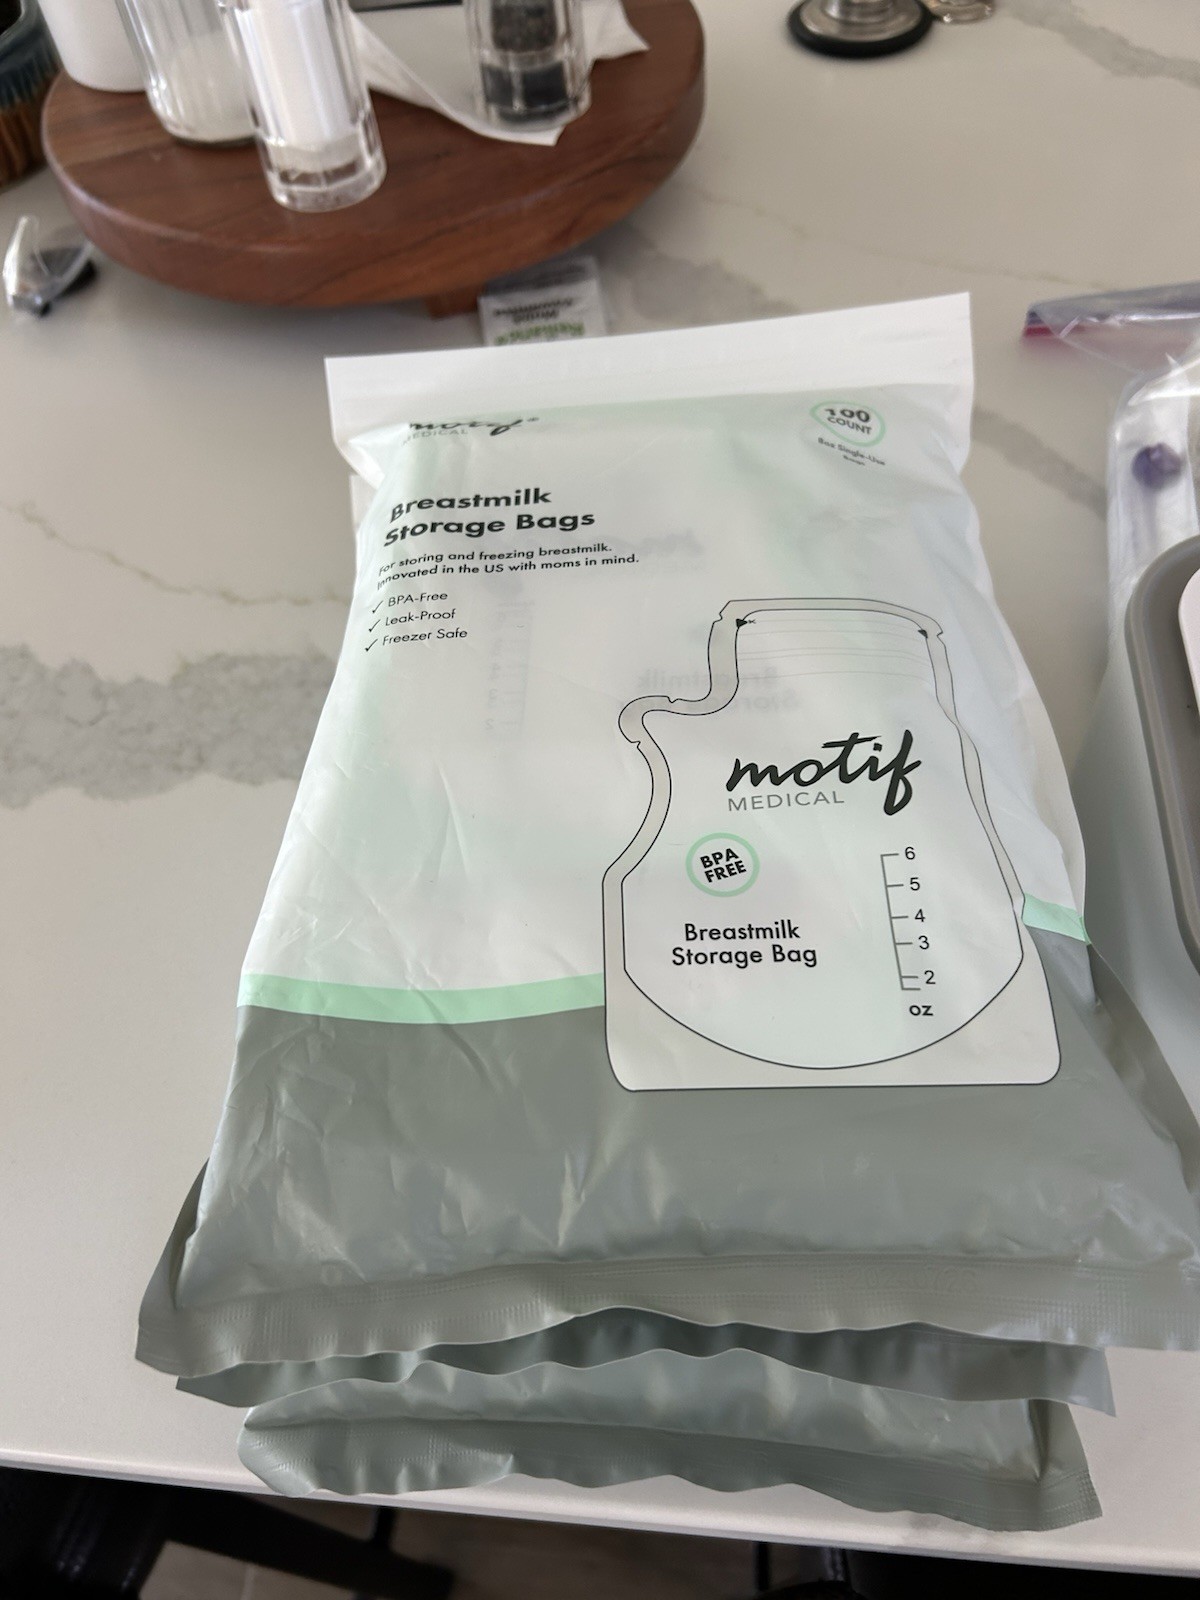 motif
MEDICAL
100
COUNT
Breastmilk
Storage Bags
For storing and freezing breastmilk.
Innovated in the US with moms in mind.
✓ BPA-Free
✓ Leak-Proof
✓ Freezer Safe
motif
MEDICAL
BPA
FREE
Breastmilk
Storage Bag
6
5
4
3
2
oz